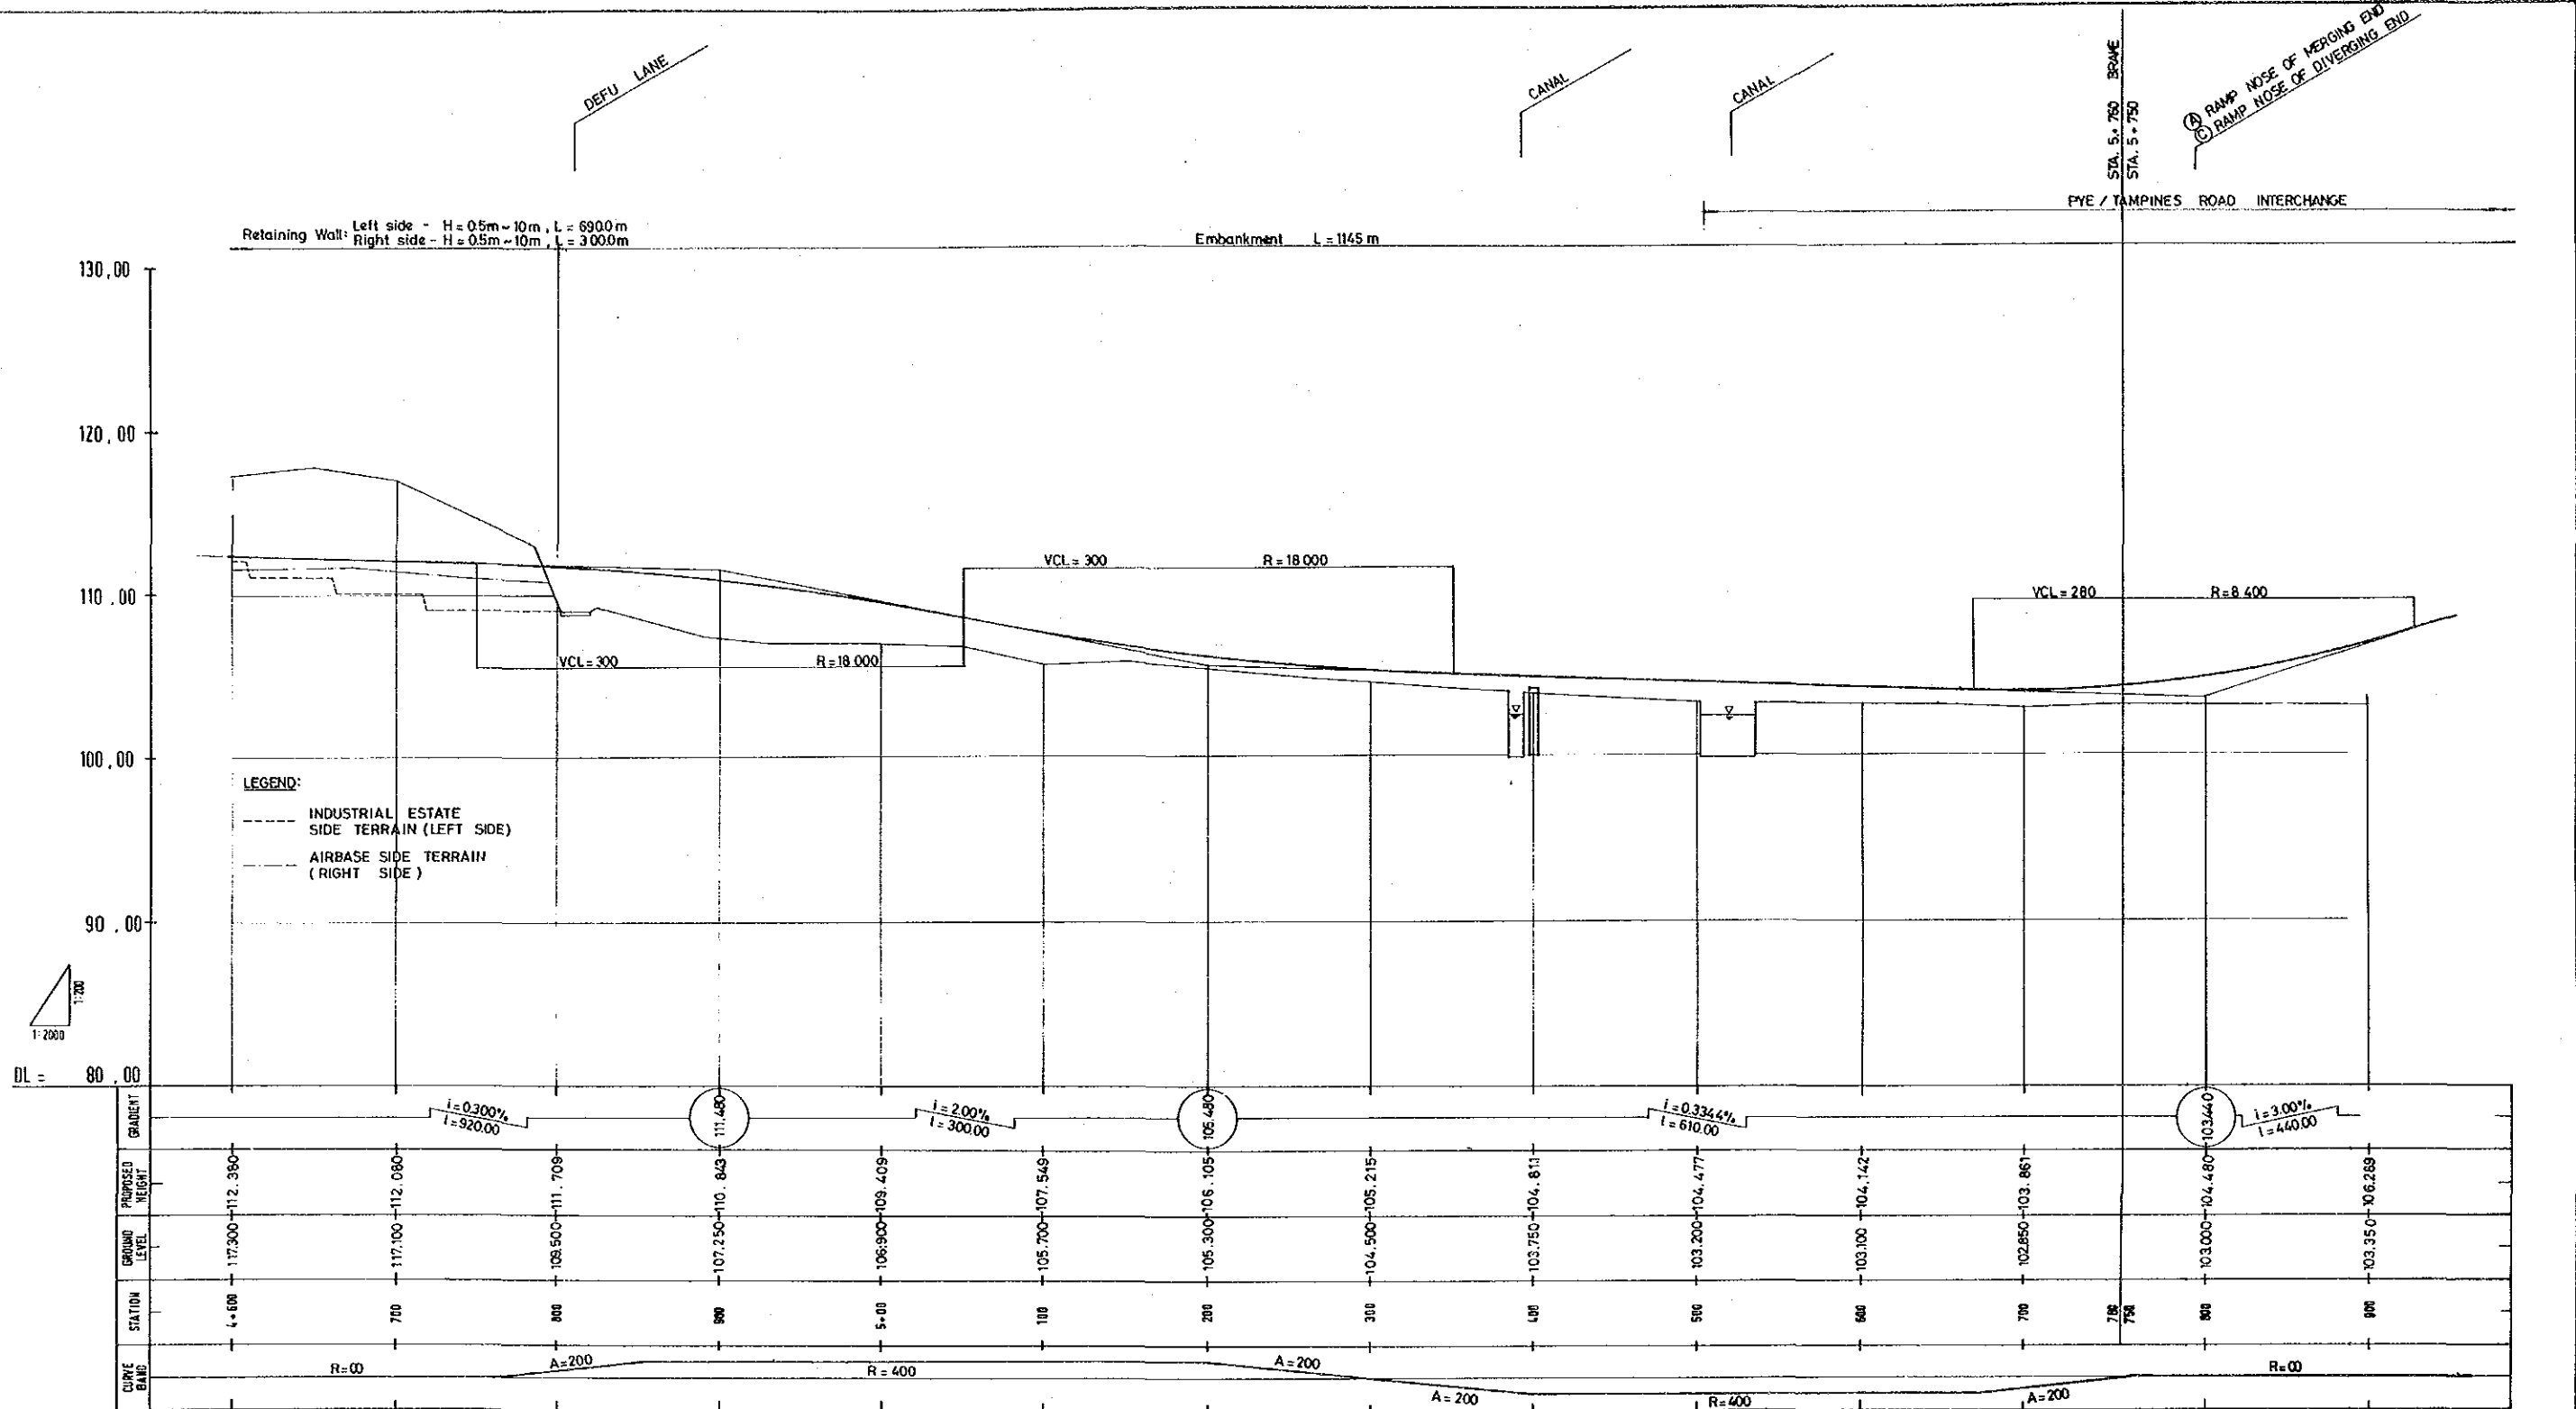 DEFU LANE
CANAL
CANAL
STA. 5+760 BRAKE
STA. 5+750
Ⓐ RAMP NOSE OF MERGING END
Ⓒ RAMP NOSE OF DIVERGING END
PYE / TAMPINES ROAD INTERCHANGE
Retaining Wall: Left side - H = 0.5m ~ 10m , L = 690.0m
Right side - H = 0.5m ~ 10m , L = 300.0m
Embankment L = 1145 m
130,00
120,00
110,00
100,00
90,00
DL = 80,00
VCL = 300 R = 18 000
VCL = 300 R = 18 000
VCL = 280 R = 8 400
LEGEND:
INDUSTRIAL ESTATE
SIDE TERRAIN (LEFT SIDE)
AIRBASE SIDE TERRAIN
( RIGHT SIDE )
1:200
1:2000
GRADIENT
i = 0.300%
l = 920.00
111.480
i = 2.00%
l = 300.00
105.480
i = 0.3344%
l = 610.00
103.440
i = 3.00%
l = 440.00
PROPOSED HEIGHT
112.380 112.080 111.709 110.843 109.409 107.549 106.105 105.215 104.811 104.477 104.142 103.861 104.480 106.289
GROUND LEVEL
117.300 117.100 109.500 107.250 106.900 105.700 105.300 104.500 103.750 103.200 103.100 102.850 103.000 103.350
STATION
4+600 700 800 900 5+00 100 200 300 400 500 600 700 760 750 800 900
CURVE BAND
R=∞ A=200 R = 400 A = 200 A = 200 R=400 A=200 R=∞